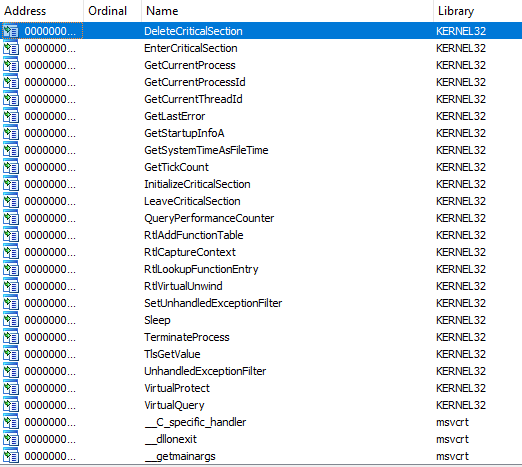 Address Ordinal Name Library
0000000... DeleteCriticalSection KERNEL32
0000000... EnterCriticalSection KERNEL32
0000000... GetCurrentProcess KERNEL32
0000000... GetCurrentProcessId KERNEL32
0000000... GetCurrentThreadId KERNEL32
0000000... GetLastError KERNEL32
0000000... GetStartupInfoA KERNEL32
0000000... GetSystemTimeAsFileTime KERNEL32
0000000... GetTickCount KERNEL32
0000000... InitializeCriticalSection KERNEL32
0000000... LeaveCriticalSection KERNEL32
0000000... QueryPerformanceCounter KERNEL32
0000000... RtlAddFunctionTable KERNEL32
0000000... RtlCaptureContext KERNEL32
0000000... RtlLookupFunctionEntry KERNEL32
0000000... RtlVirtualUnwind KERNEL32
0000000... SetUnhandledExceptionFilter KERNEL32
0000000... Sleep KERNEL32
0000000... TerminateProcess KERNEL32
0000000... TlsGetValue KERNEL32
0000000... UnhandledExceptionFilter KERNEL32
0000000... VirtualProtect KERNEL32
0000000... VirtualQuery KERNEL32
0000000... __C_specific_handler msvcrt
0000000... __dllonexit msvcrt
0000000... __getmainargs msvcrt